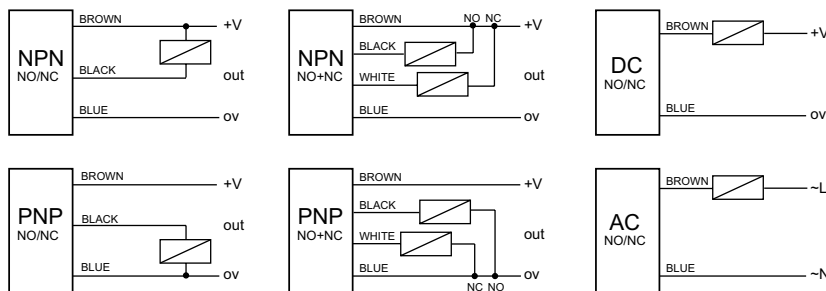 BROWN
+V
NPN
NO/NC
BLACK
out
BLUE
ov
NO NC
BROWN
+V
NPN
NO+NC
BLACK
WHITE
out
BLUE
ov
BROWN
+V
DC
NO/NC
BLUE
ov
BROWN
+V
PNP
NO/NC
BLACK
out
BLUE
ov
BROWN
+V
PNP
NO+NC
BLACK
WHITE
out
BLUE
ov
NC NO
BROWN
~L
AC
NO/NC
BLUE
~N